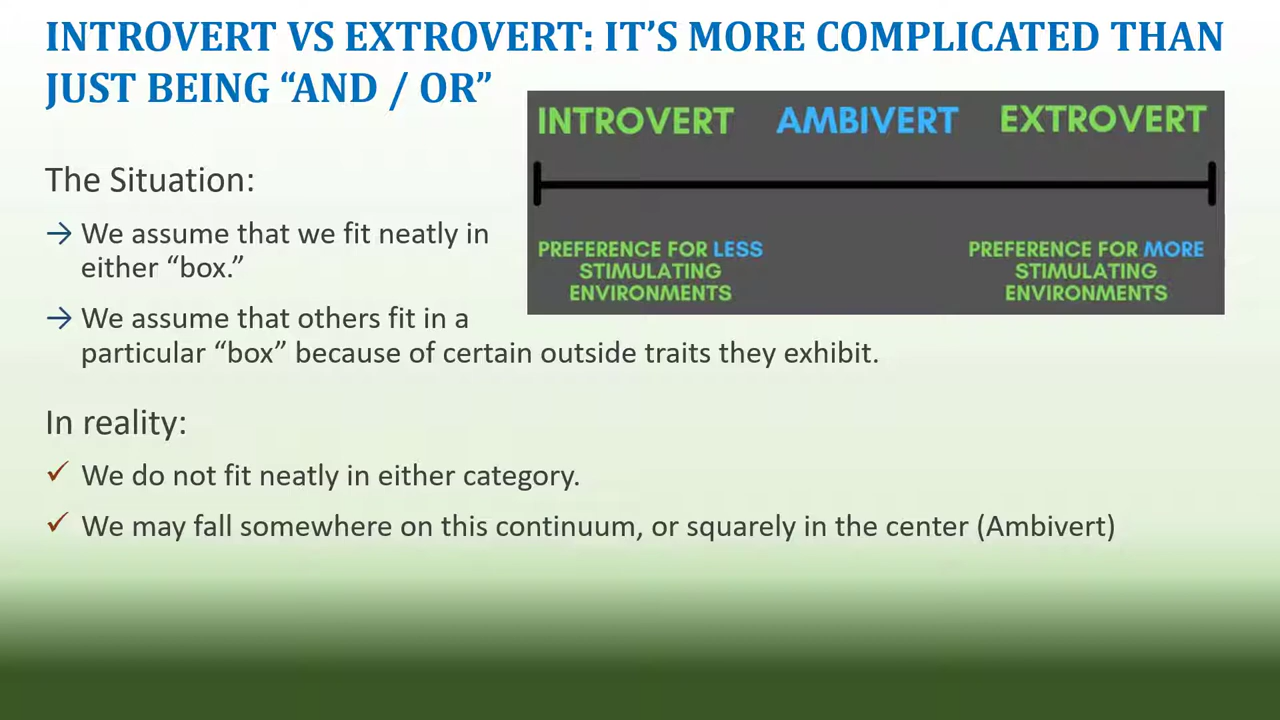 INTROVERT VS EXTROVERT: IT’S MORE COMPLICATED THAN
JUST BEING “AND / OR”
INTROVERT AMBIVERT EXTROVERT
PREFERENCE FOR LESS
STIMULATING
ENVIRONMENTS
PREFERENCE FOR MORE
STIMULATING
ENVIRONMENTS
The Situation:
→ We assume that we fit neatly in
either “box.”
→ We assume that others fit in a
particular “box” because of certain outside traits they exhibit.
In reality:
✓ We do not fit neatly in either category.
✓ We may fall somewhere on this continuum, or squarely in the center (Ambivert)